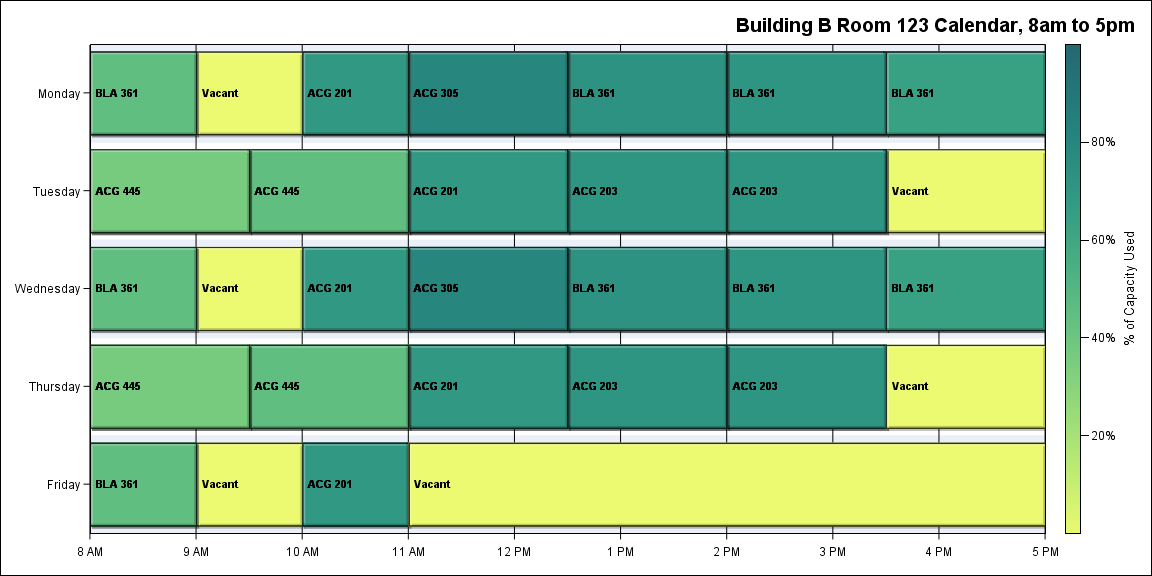 Building B Room 123 Calendar, 8am to 5pm
Monday
BLA 361
Vacant
ACG 201
ACG 305
BLA 361
BLA 361
BLA 361
Tuesday
ACG 445
ACG 445
ACG 201
ACG 203
ACG 203
Vacant
Wednesday
BLA 361
Vacant
ACG 201
ACG 305
BLA 361
BLA 361
BLA 361
Thursday
ACG 445
ACG 445
ACG 201
ACG 203
ACG 203
Vacant
Friday
BLA 361
Vacant
ACG 201
Vacant
8 AM
9 AM
10 AM
11 AM
12 PM
1 PM
2 PM
3 PM
4 PM
5 PM
80%
60%
40%
20%
% of Capacity Used